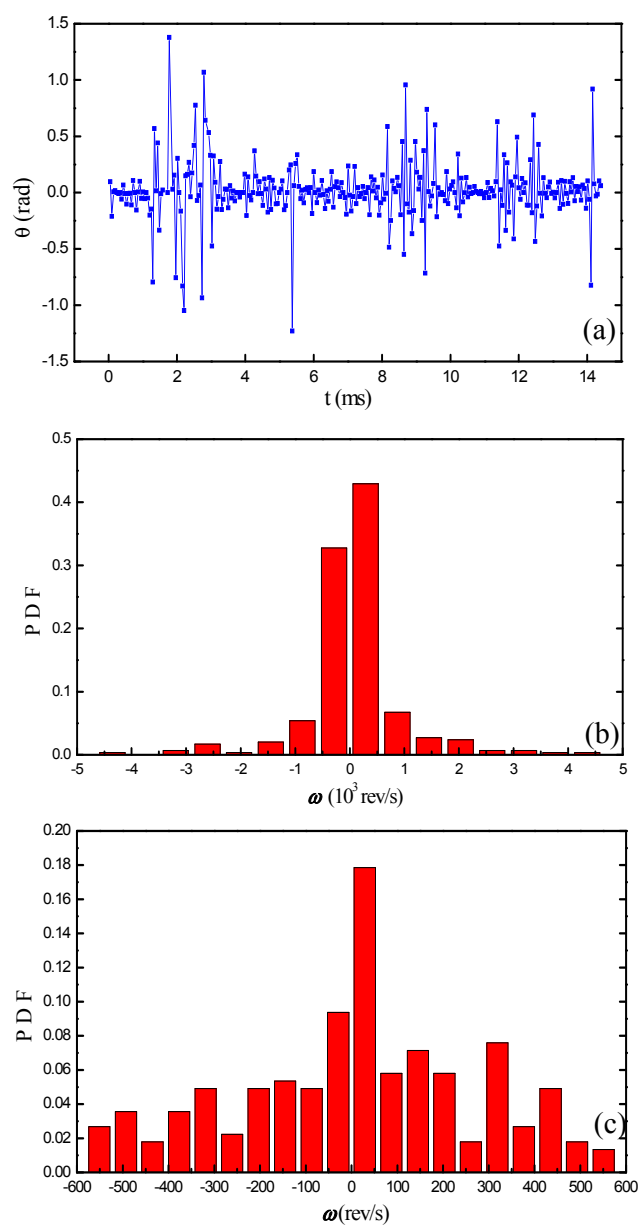 1.5
1.0
0.5
0.0
-0.5
-1.0
-1.5
θ (rad)
(a)
0 2 4 6 8 10 12 14
t (ms)
0.5
0.4
0.3
0.2
0.1
0.0
P D F
(b)
-5 -4 -3 -2 -1 0 1 2 3 4 5
ω (10³ rev/s)
0.20
0.18
0.16
0.14
0.12
0.10
0.08
0.06
0.04
0.02
0.00
P D F
(c)
-600 -500 -400 -300 -200 -100 0 100 200 300 400 500 600
ω(rev/s)